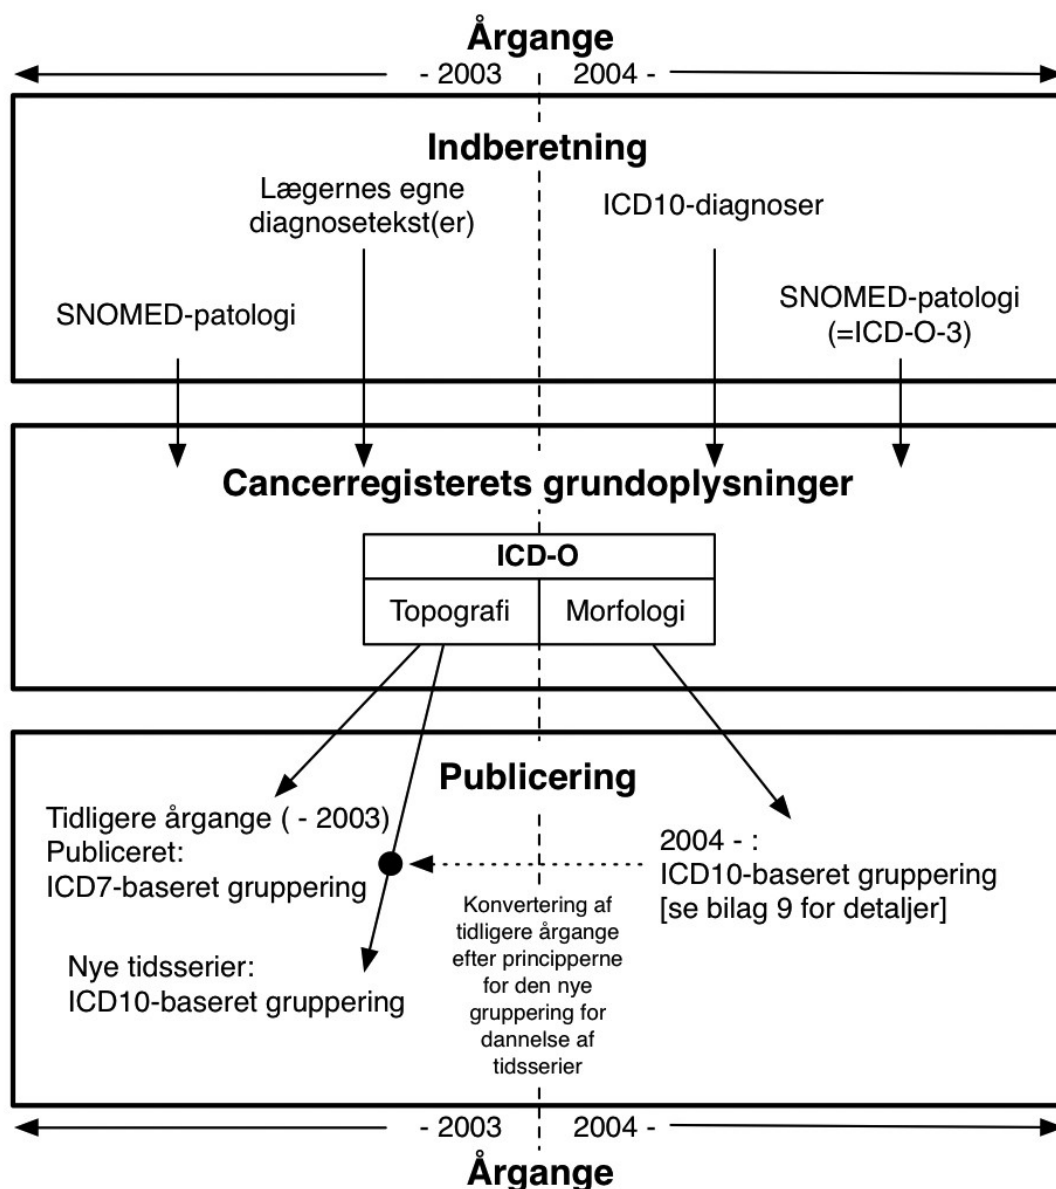 Årgange
- 2003 2004 -
Indberetning
Lægernes egne
diagnosetekst(er)
ICD10-diagnoser
SNOMED-patologi
SNOMED-patologi
(=ICD-O-3)
Cancerregisterets grundoplysninger
ICD-O
Topografi Morfologi
Publicering
Tidligere årgange ( - 2003)
Publiceret:
ICD7-baseret gruppering
2004 - :
ICD10-baseret gruppering
[se bilag 9 for detaljer]
Konvertering af
tidligere årgange
efter principperne
for den nye
gruppering for
dannelse af
tidsserier
Nye tidsserier:
ICD10-baseret gruppering
- 2003 2004 -
Årgange